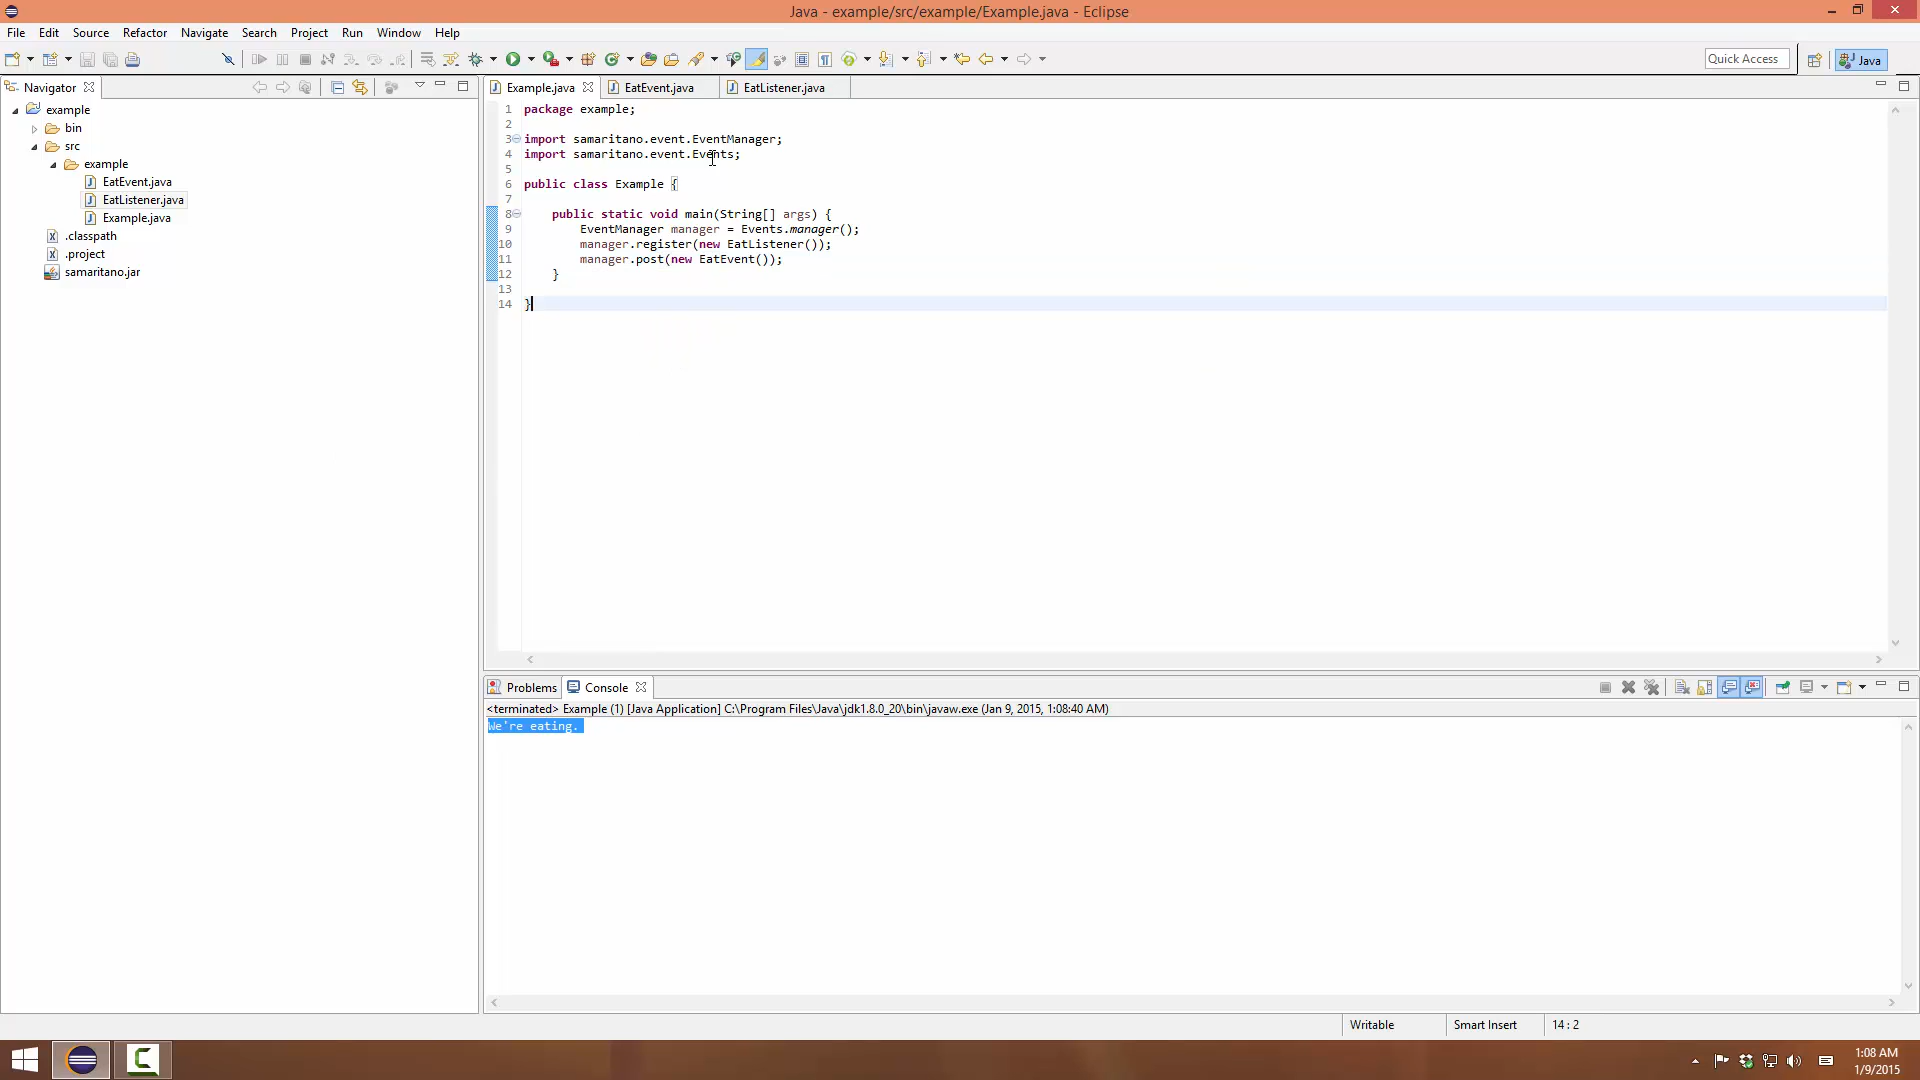 Java - example/src/example/Example.java - Eclipse
File Edit Source Refactor Navigate Search Project Run Window Help
Quick Access
Java
Navigator
example
bin
src
example
EatEvent.java
EatListener.java
Example.java
.classpath
.project
samaritano.jar
Example.java EatEvent.java EatListener.java
1 package example;
2
3 import samaritano.event.EventManager;
4 import samaritano.event.Events;
5
6 public class Example {
7
8 public static void main(String[] args) {
9 EventManager manager = Events.manager();
10 manager.register(new EatListener());
11 manager.post(new EatEvent());
12 }
13
14 }
Problems Console
<terminated> Example (1) [Java Application] C:\Program Files\Java\jdk1.8.0_20\bin\javaw.exe (Jan 9, 2015, 1:08:40 AM)
We're eating.
Writable Smart Insert 14 : 2
1:08 AM
1/9/2015